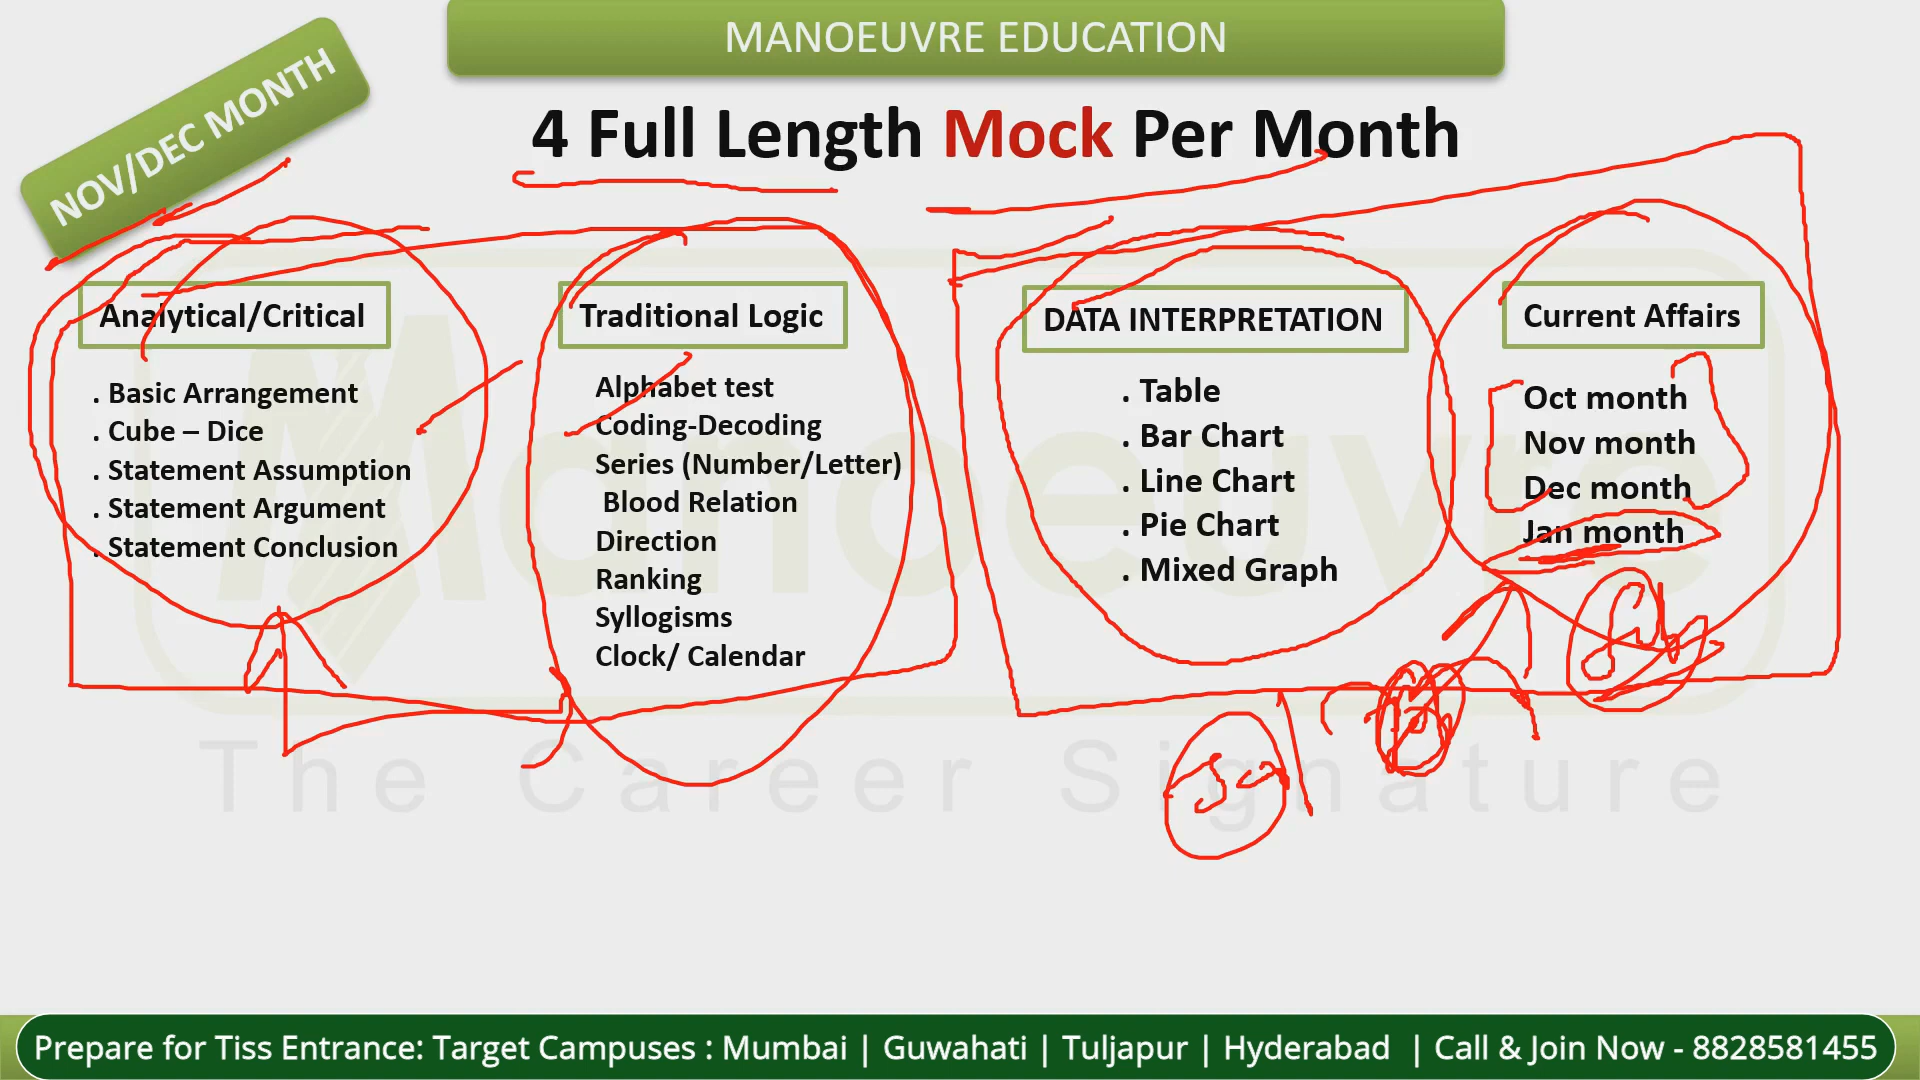 MANOEUVRE EDUCATION
NOV/DEC MONTH
4 Full Length Mock Per Month
Analytical/Critical
. Basic Arrangement
. Cube – Dice
. Statement Assumption
. Statement Argument
. Statement Conclusion
Traditional Logic
Alphabet test
Coding-Decoding
Series (Number/Letter)
Blood Relation
Direction
Ranking
Syllogisms
Clock/ Calendar
DATA INTERPRETATION
. Table
. Bar Chart
. Line Chart
. Pie Chart
. Mixed Graph
Current Affairs
Oct month
Nov month
Dec month
Jan month
Manoeuvre
The Career Signature
Prepare for Tiss Entrance: Target Campuses : Mumbai | Guwahati | Tuljapur | Hyderabad | Call & Join Now - 8828581455